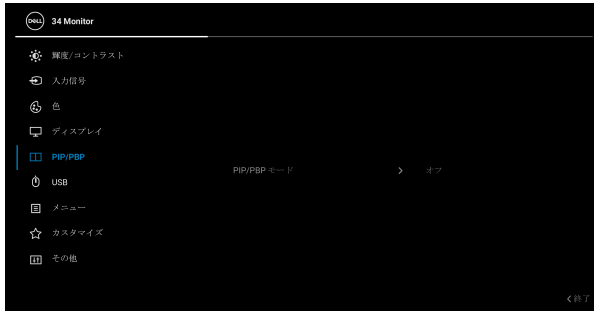 DELL 34 Monitor
輝度/コントラスト
入力信号
色
ディスプレイ
PIP/PBP
PIP/PBP モード オフ
USB
メニュー
カスタマイズ
その他
終了